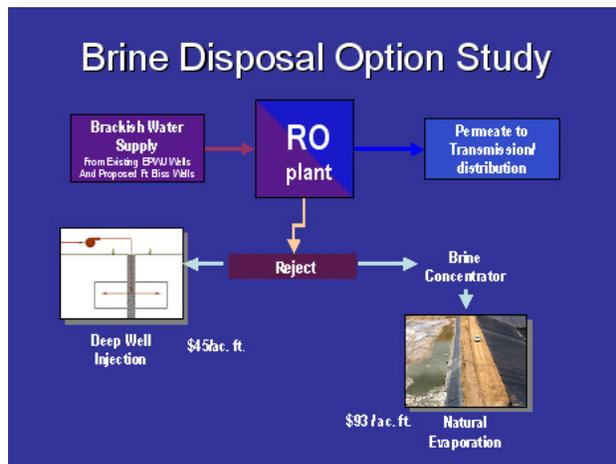 Brine Disposal Option Study
Brackish Water
Supply
From Existing EPWU Wells
And Proposed Ft Bliss Wells
RO
plant
Permeate to
Transmission/
distribution
Reject
Brine
Concentrator
Deep Well
Injection
$45/ac. ft.
$93 / ac. ft.
Natural
Evaporation